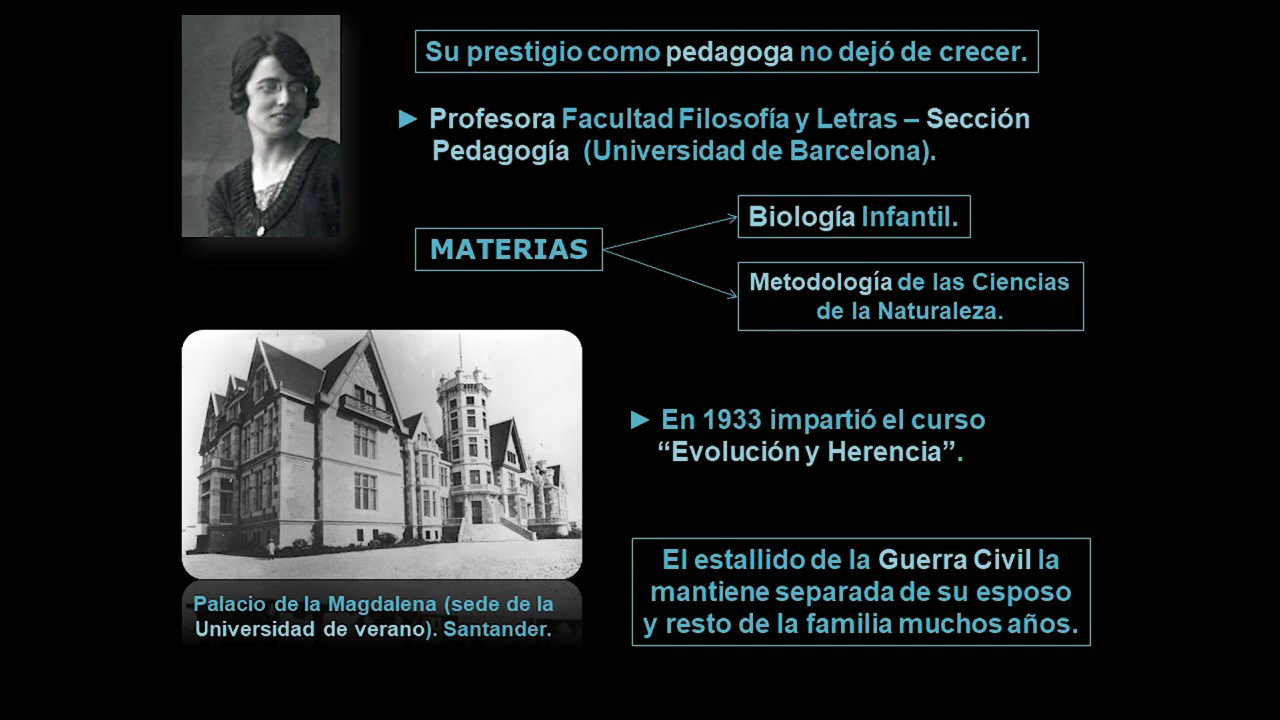 Su prestigio como pedagoga no dejó de crecer.
► Profesora Facultad Filosofía y Letras – Sección
Pedagogía (Universidad de Barcelona).
MATERIAS
Biología Infantil.
Metodología de las Ciencias
de la Naturaleza.
► En 1933 impartió el curso
“Evolución y Herencia”.
Palacio de la Magdalena (sede de la
Universidad de verano). Santander.
El estallido de la Guerra Civil la
mantiene separada de su esposo
y resto de la familia muchos años.